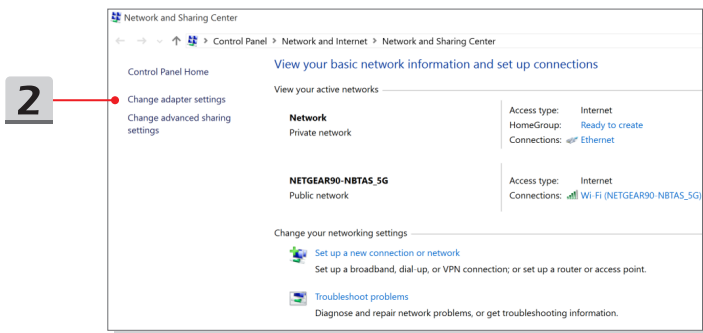 Network and Sharing Center
Control Panel > Network and Internet > Network and Sharing Center
Control Panel Home
View your basic network information and set up connections
View your active networks
2
Change adapter settings
Change advanced sharing
settings
Network
Private network
Access type: Internet
HomeGroup: Ready to create
Connections: Ethernet
NETGEAR90-NBTAS_5G
Public network
Access type: Internet
Connections: Wi-Fi (NETGEAR90-NBTAS_5G)
Change your networking settings
Set up a new connection or network
Set up a broadband, dial-up, or VPN connection; or set up a router or access point.
Troubleshoot problems
Diagnose and repair network problems, or get troubleshooting information.